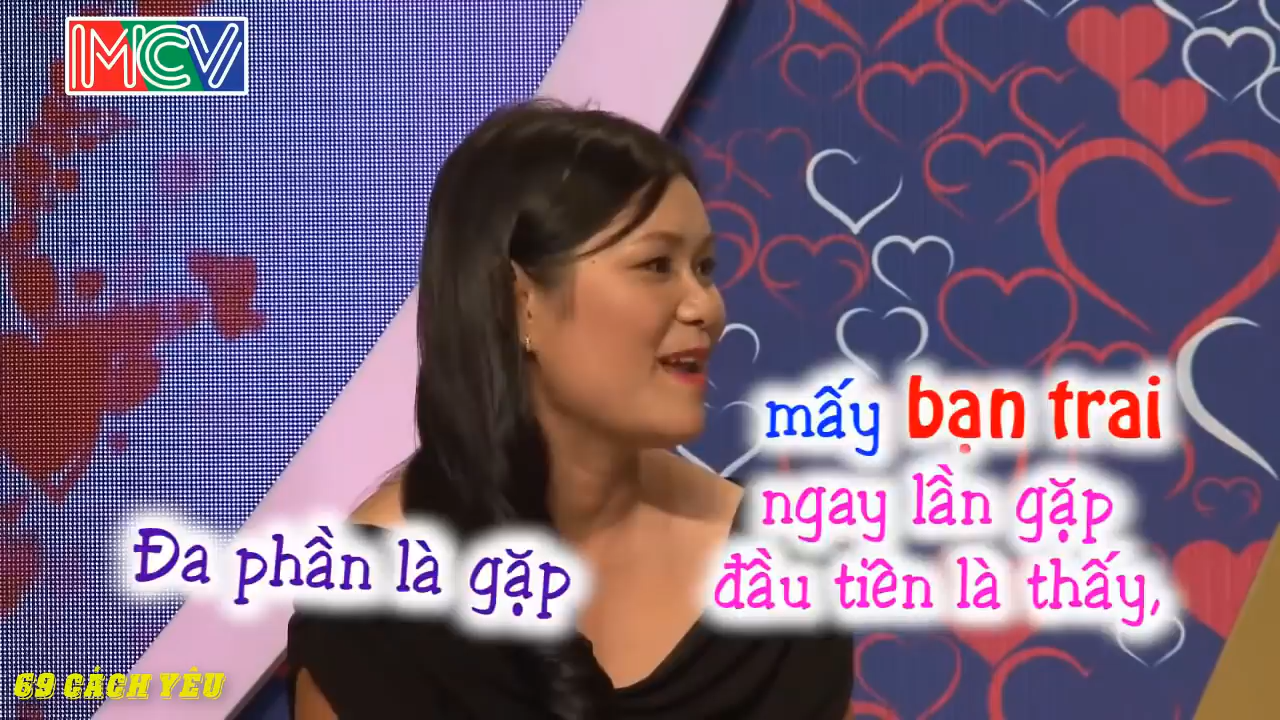 MCV
Đa phần là gặp
mấy bạn trai
ngay lần gặp
đầu tiên là thấy,
69 CÁCH YÊU